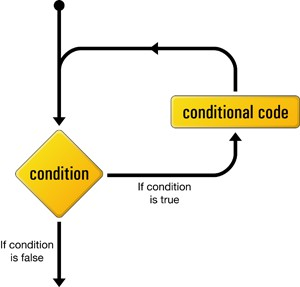 conditional code
condition
If condition
is true
If condition
is false